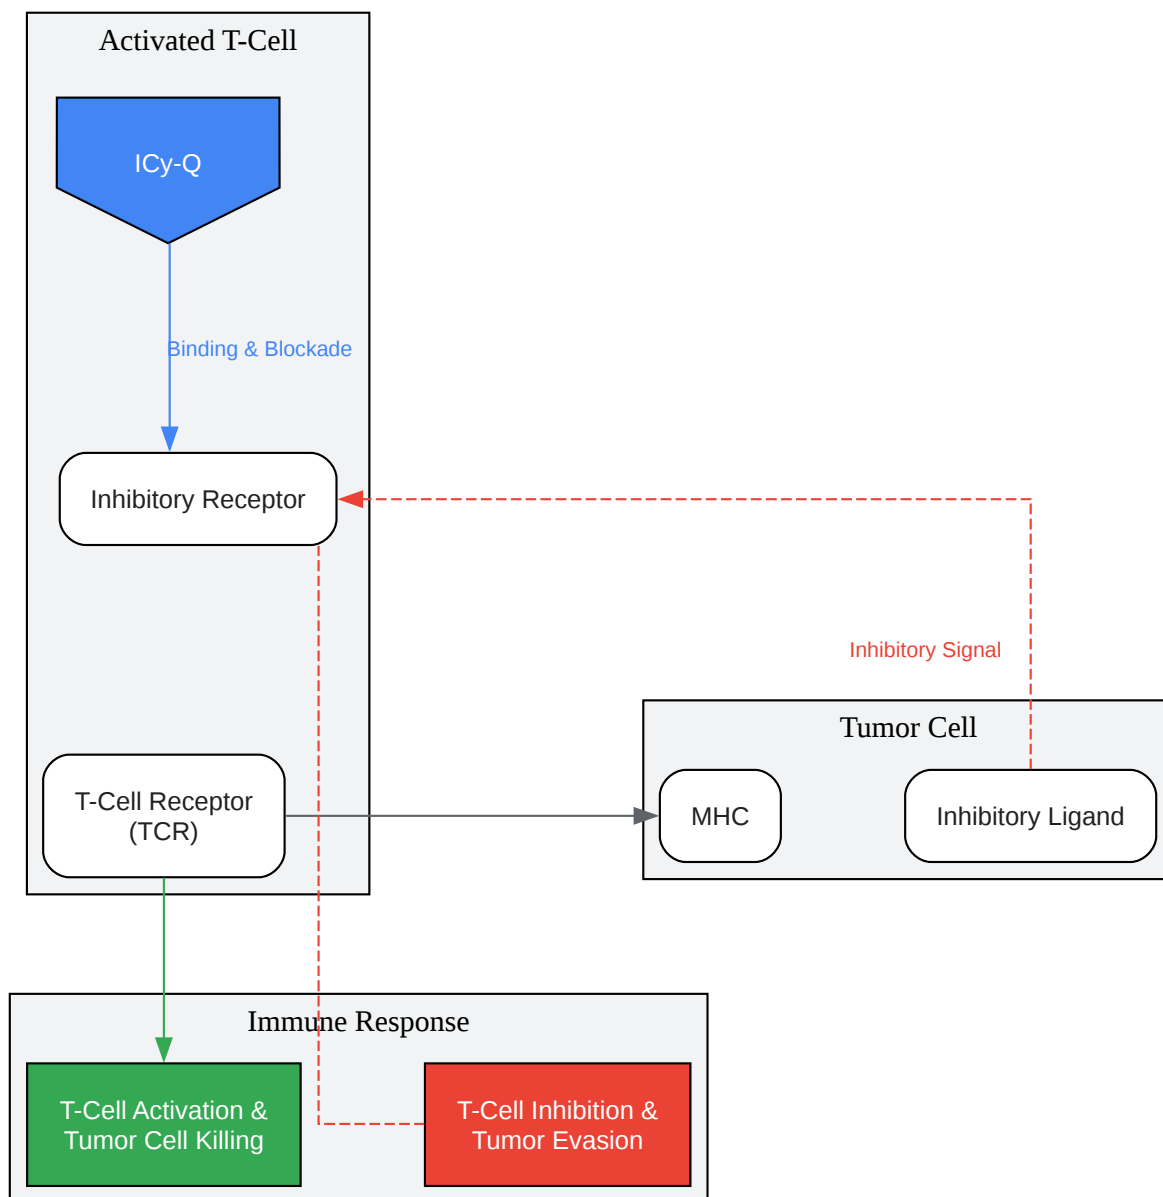 Activated T-Cell
ICy-Q
Binding & Blockade
Inhibitory Receptor
Inhibitory Signal
Tumor Cell
T-Cell Receptor
(TCR)
MHC
Inhibitory Ligand
Immune Response
T-Cell Activation &
Tumor Cell Killing
T-Cell Inhibition &
Tumor Evasion